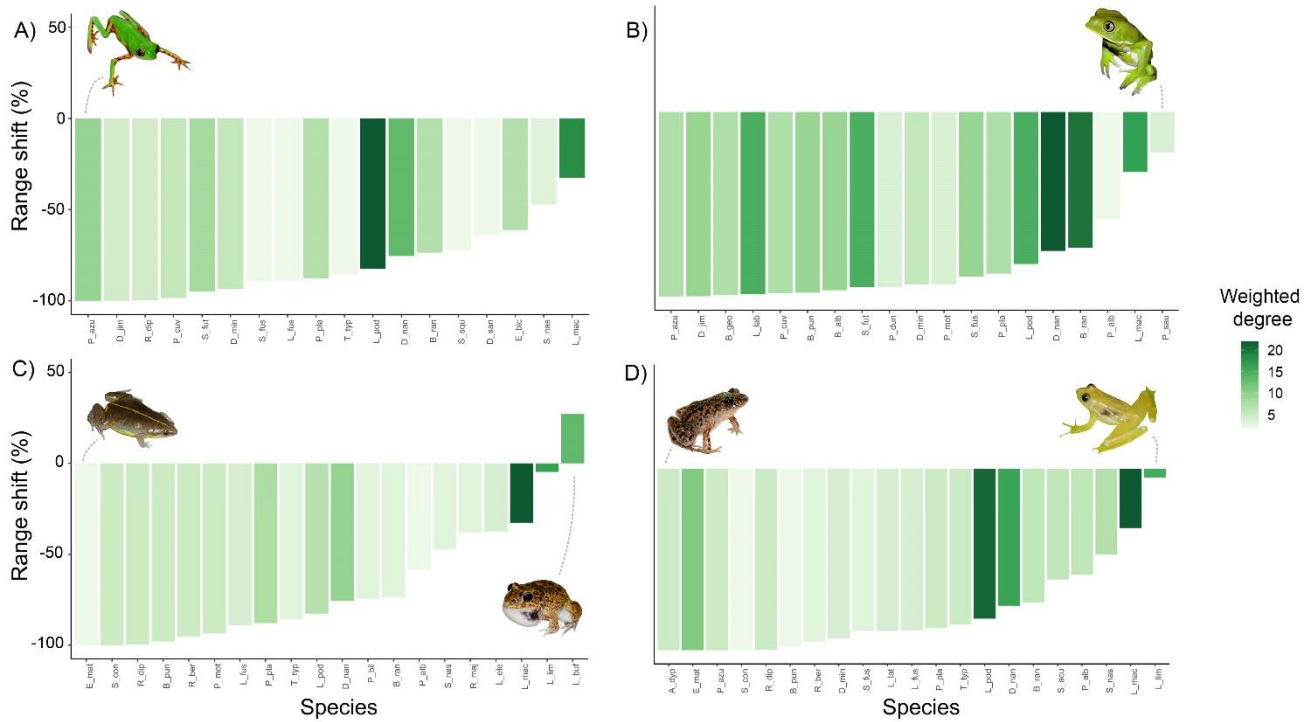 A)
50
0
-50
-100
Range shift (%)
P_azu D_jim R_dip P_cuv S_fut D_min S_fus L_fus P_pla T_typ L_pod D_nan B_ran S_squ D_san E_bic S_nas L_mac
B)
P_azu D_jim B_geo L_lab P_cuv B_pun B_alb S_fut P_dun D_min P_mot S_fus P_pla L_pod D_nan B_ran P_alb L_mac P_sau
Weighted
degree
20
15
10
5
C)
50
0
-50
-100
Range shift (%)
E_mat S_con R_dip B_pun R_ber P_mot L_fus P_pla T_typ L_pod D_nan P_bil B_ran P_alb S_nas R_maj L_ele L_mac L_lim L_buf
Species
D)
A_dyp E_mat P_azu S_con R_dip B_pun R_ber D_min S_fus L_lat L_fus P_pla T_typ L_pod D_nan B_ran S_acu P_alb S_nas L_mac L_lim
Species